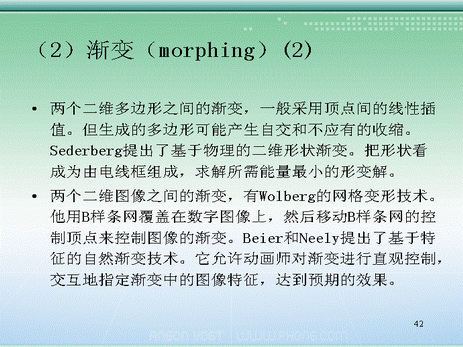 （2）渐变（morphing）(2)
• 两个二维多边形之间的渐变，一般采用顶点间的线性插
值。但生成的多边形可能产生自交和不应有的收缩。
Sederberg提出了基于物理的二维形状渐变。把形状看
成为由电线框组成，求解所需能量最小的形变解。
• 两个二维图像之间的渐变，有Wolberg的网格变形技术。
他用B样条网覆盖在数字图像上，然后移动B样条网的控
制顶点来控制图像的渐变。Beier和Neely提出了基于特
征的自然渐变技术。它允许动画师对渐变进行直观控制，
交互地指定渐变中的图像特征，达到预期的效果。
42